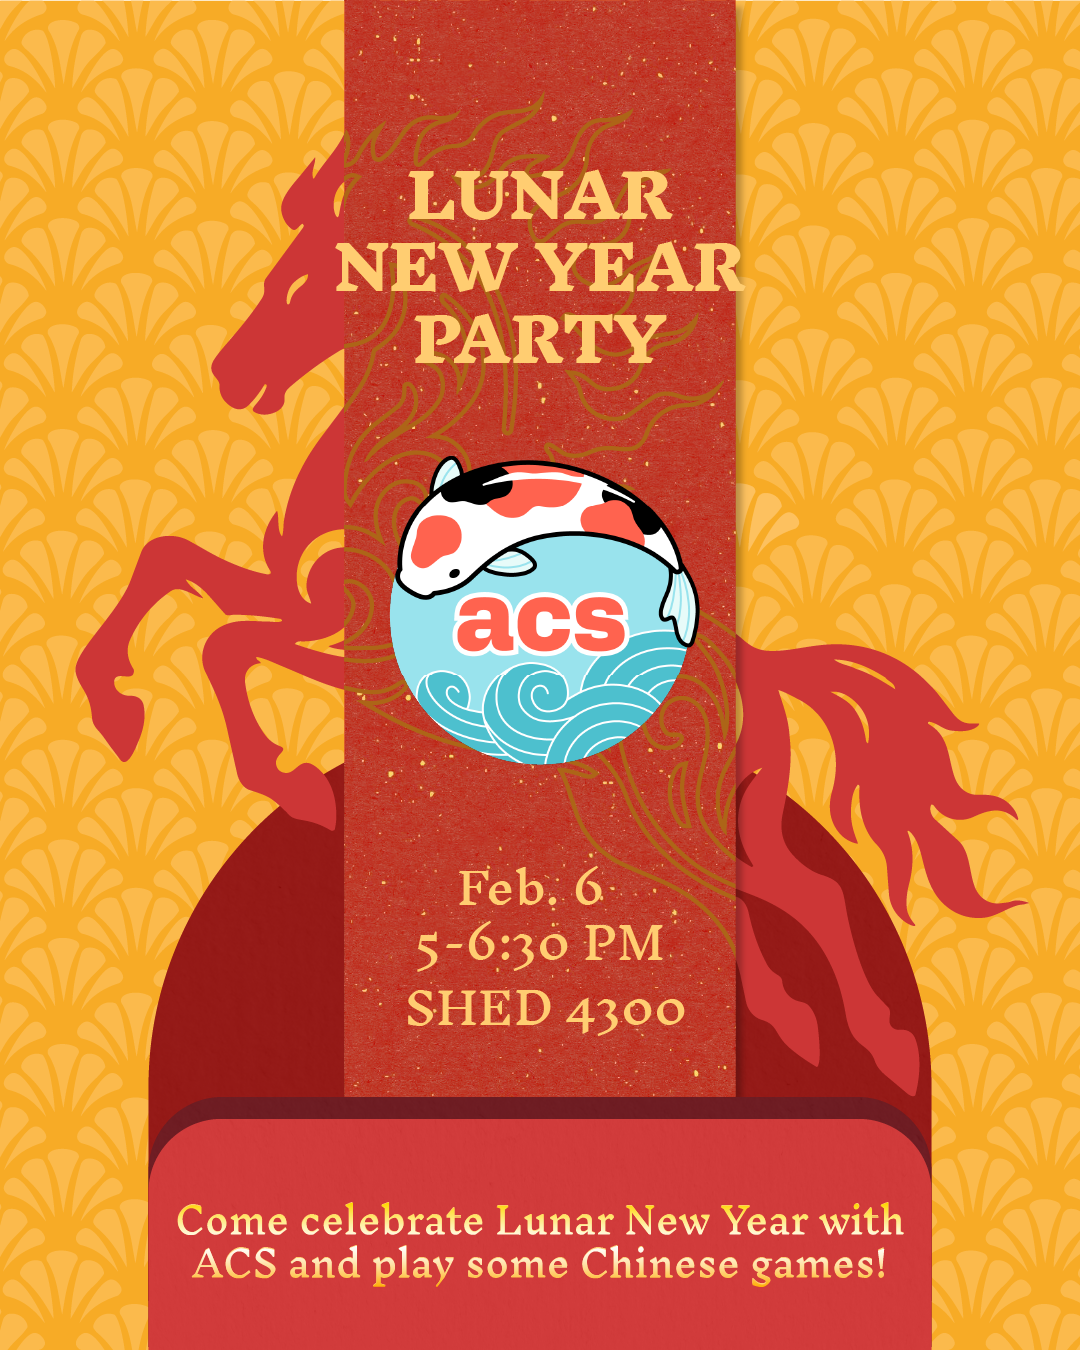 LUNAR
NEW YEAR
PARTY
acs
Feb. 6
5-6:30 PM
SHED 4300
Come celebrate Lunar New Year with
ACS and play some Chinese games!